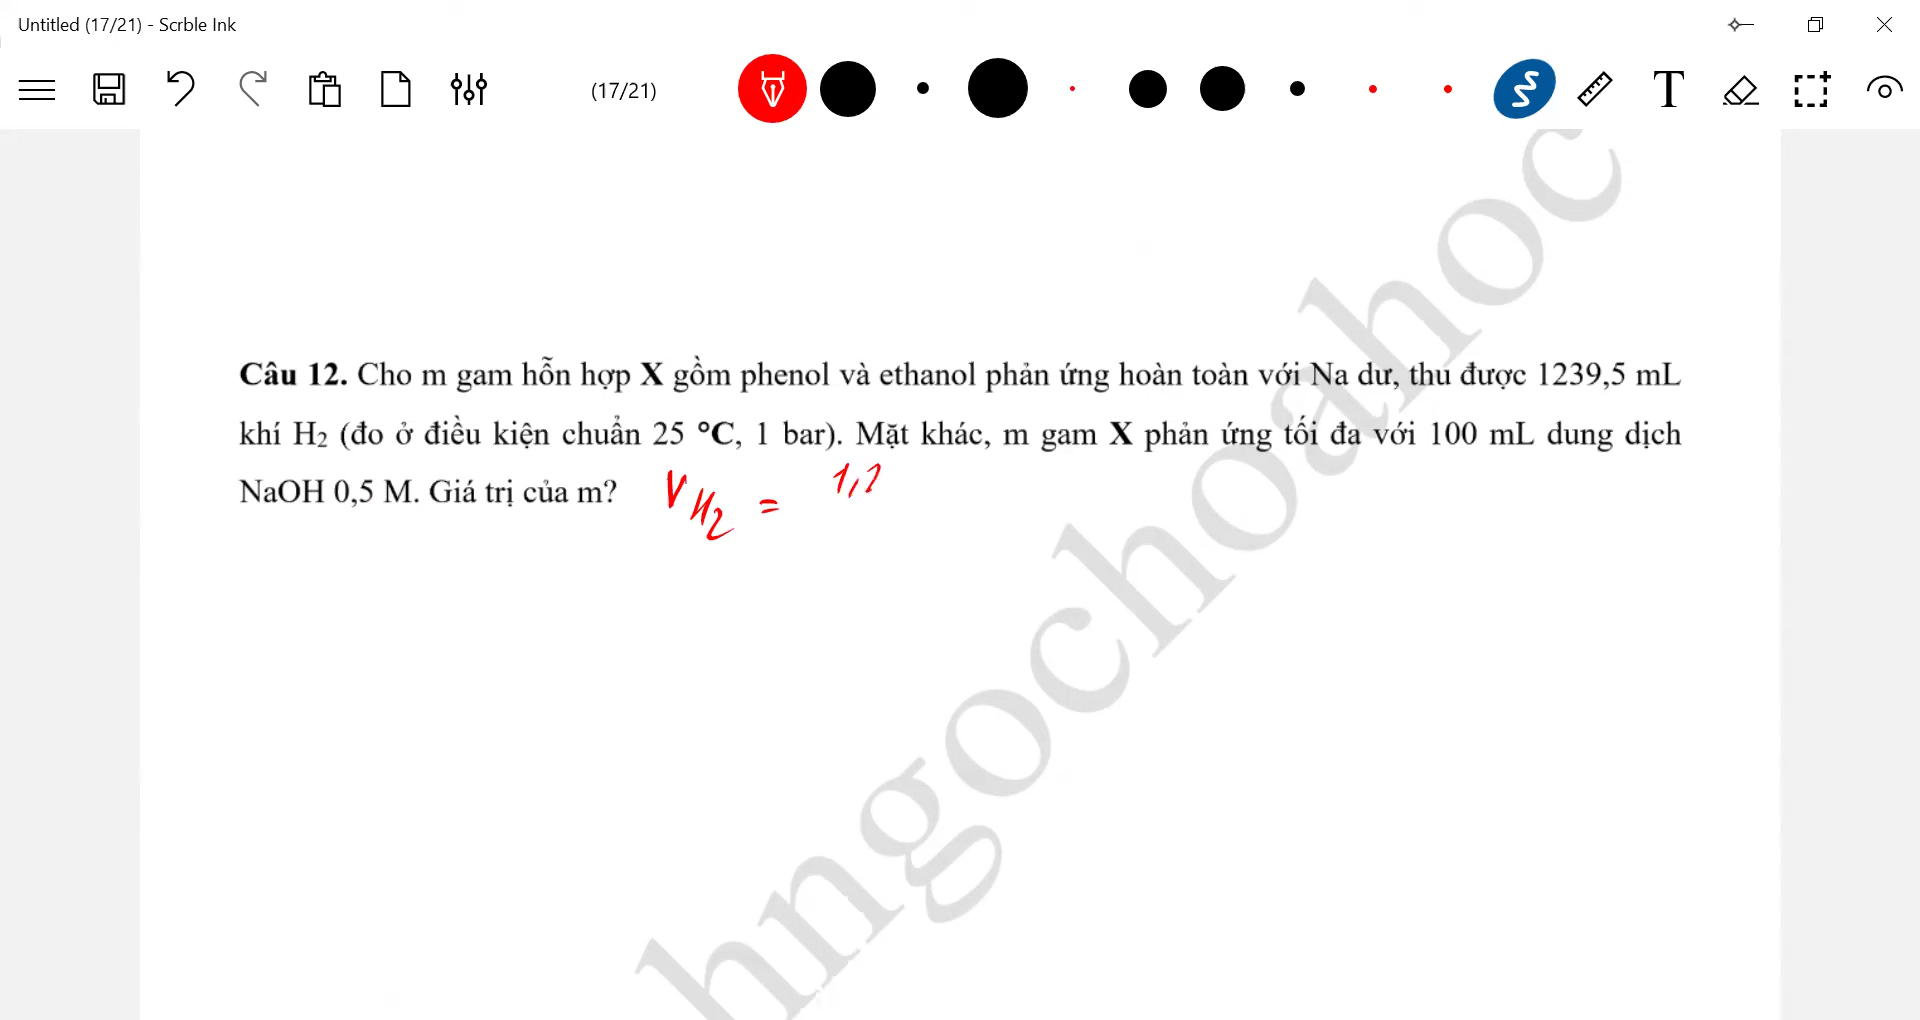 Untitled (17/21) - Scrble Ink
(17/21)
T
Câu 12. Cho m gam hỗn hợp X gồm phenol và ethanol phản ứng hoàn toàn với Na dư, thu được 1239,5 mL
khí H₂ (đo ở điều kiện chuẩn 25 °C, 1 bar). Mặt khác, m gam X phản ứng tối đa với 100 mL dung dịch
NaOH 0,5 M. Giá trị của m?
V H₂ = 1,2
hngochoahoc